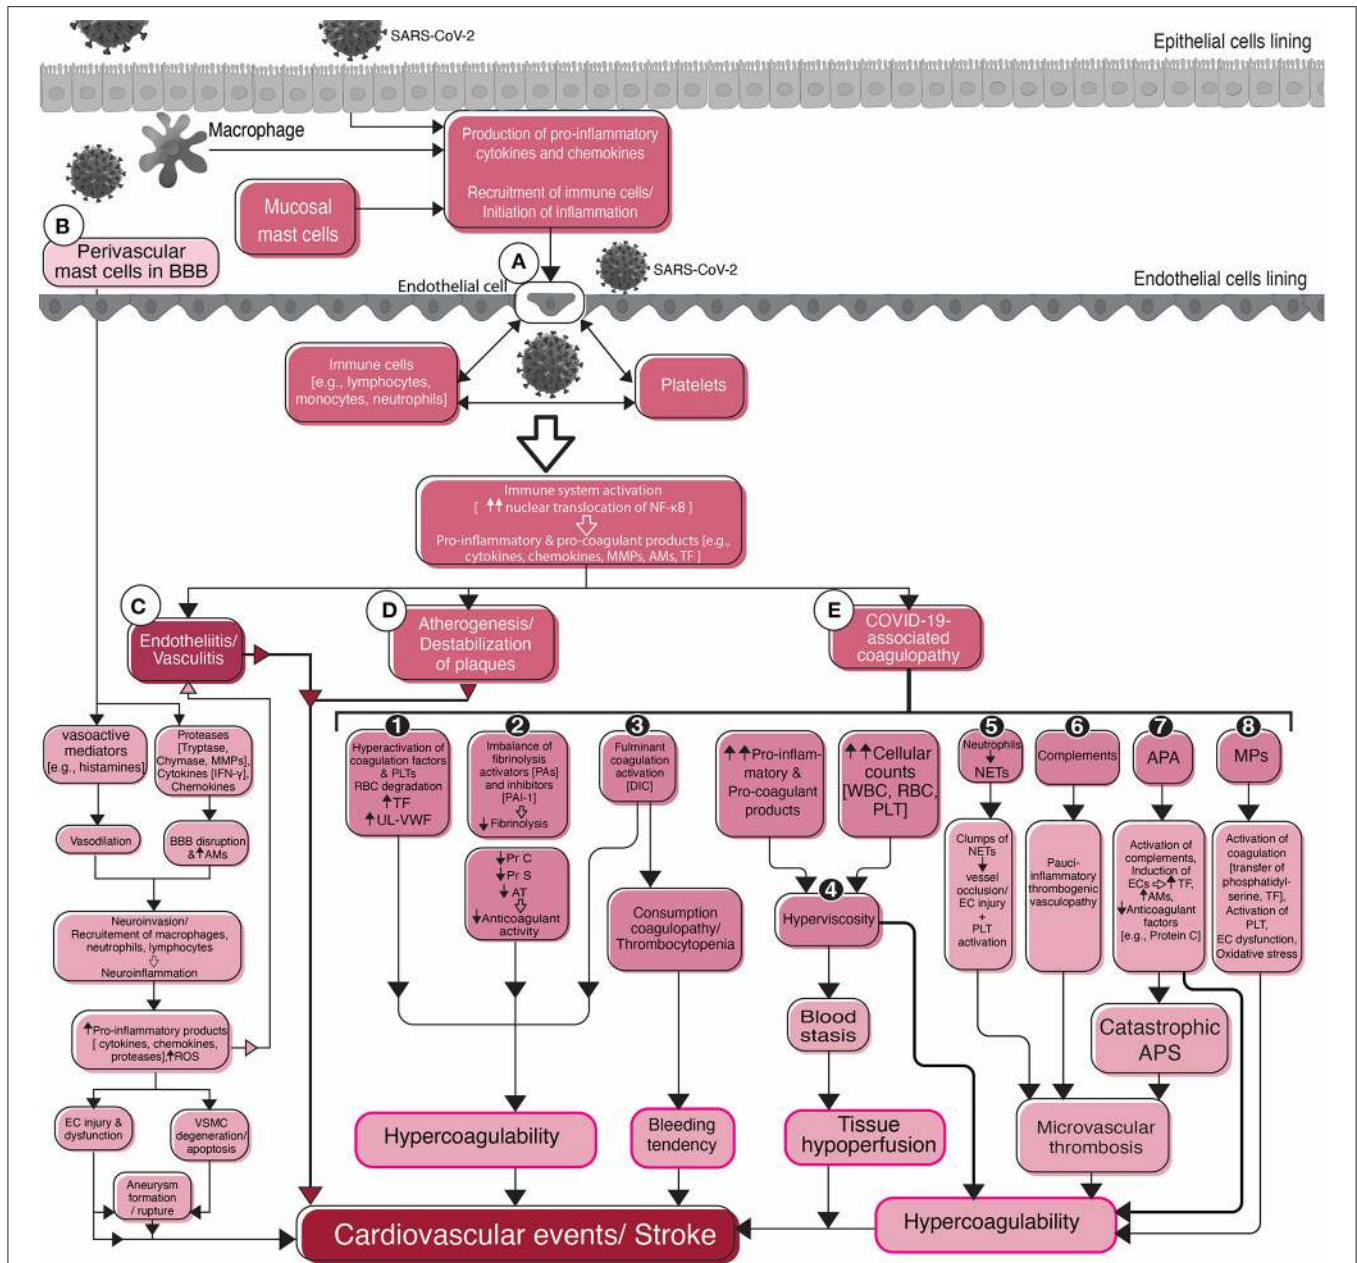 SARS-CoV-2
Epithelial cells lining
Macrophage
Production of pro-inflammatory
cytokines and chemokines
Recruitment of immune cells/
Initiation of inflammation
Mucosal
mast cells
B
Perivascular
mast cells in BBB
A
SARS-CoV-2
Endothelial cell
Endothelial cells lining
Immune cells
[e.g., lymphocytes,
monocytes, neutrophils]
Platelets
Immune system activation
[ ↑↑ nuclear translocation of NF-κB ]
Pro-inflammatory & pro-coagulant products [e.g.,
cytokines, chemokines, MMPs, AMs, TF ]
C
Endotheliitis/
Vasculitis
D
Atherogenesis/
Destabilization
of plaques
E
COVID-19-
associated
coagulopathy
vasoactive
mediators
[e.g., histamines]
Proteases
[Tryptase,
Chymase, MMPs],
Cytokines [IFN-γ],
Chemokines
Vasodilation
BBB disruption
& ↑AMs
Neuroinvasion/
Recruitement of macrophages,
neutrophils, lymphocytes
⇩
Neuroinflammation
↑Pro-inflammatory products
[ cytokines, chemokines,
proteases],↑ROS
EC injury &
dysfunction
VSMC
degeneration/
apoptosis
Aneurysm
formation
/ rupture
1
Hyperactivation of
coagulation factors
& PLTs
RBC degradation
↑TF
↑UL-VWF
2
Imbalance of
fibrinolysis
activators [PAs]
and inhibitors
[PAI-1]
⇩
↓Fibrinolysis
↓Pr C
↓Pr S
↓AT
⇩
↓Anticoagulant
activity
3
Fulminant
coagulation
activation
[DIC]
Consumption
coagulopathy/
Thrombocytopenia
↑↑Pro-inflam-
matory &
Pro-coagulant
products
↑↑Cellular
counts
[WBC, RBC,
PLT]
4
Hyperviscosity
Blood
stasis
5
Neutrophils
↓
NETs
Clumps of
NETs
↓
vessel
occlusion/
EC injury
+
PLT
activation
6
Complements
Pauci-
inflammatory
thrombogenic
vasculopathy
7
APA
Activation of
complements,
Induction of
ECs⇨↑TF,
↑AMs,
↓Anticoagulant
factors
[e.g., Protein C]
8
MPs
Activation of
coagulation
[transfer of
phosphatidyl-
serine, TF],
Activation of
PLT,
EC dysfunction,
Oxidative stress
Catastrophic
APS
Hypercoagulability
Bleeding
tendency
Tissue
hypoperfusion
Microvascular
thrombosis
Hypercoagulability
Cardiovascular events/ Stroke